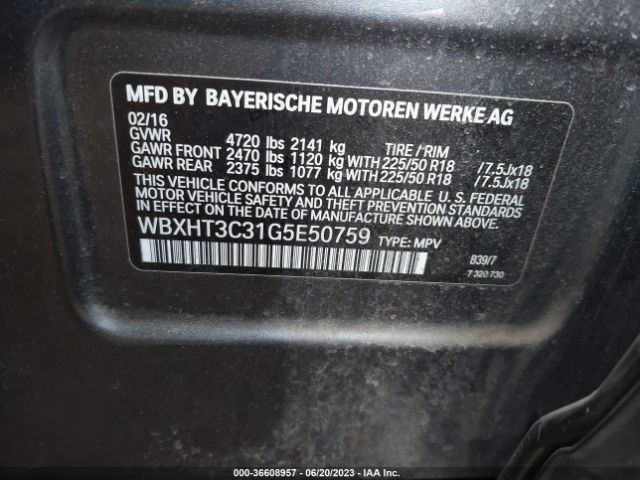 MFD BY BAYERISCHE MOTOREN WERKE AG
02/16
GVWR 4720 lbs 2141 kg TIRE/RIM
GAWR FRONT 2470 lbs 1120 kg WITH 225/50 R18 /7.5Jx18
GAWR REAR 2375 lbs 1077 kg WITH 225/50 R18 /7.5Jx18
THIS VEHICLE CONFORMS TO ALL APPLICABLE U. S. FEDERAL
MOTOR VEHICLE SAFETY AND THEFT PREVENTION STANDARDS
IN EFFECT ON THE DATE OF MANUFACTURE SHOWN ABOVE.
WBXHT3C31G5E50759 TYPE: MPV
B39/7
7 320 730
000-36608957 - 06/20/2023 - IAA Inc.